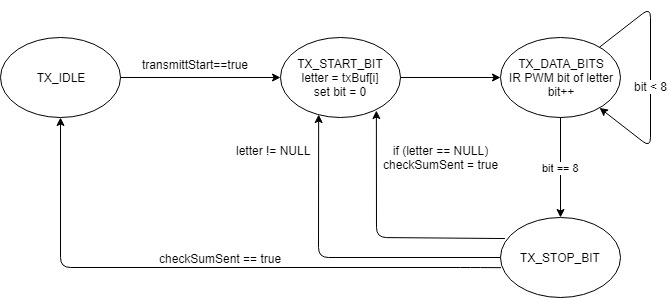 TX_IDLE
transmittStart==true
TX_START_BIT
letter = txBuf[i]
set bit = 0
TX_DATA_BITS
IR PWM bit of letter
bit++
bit < 8
letter != NULL
if (letter == NULL)
checkSumSent = true
bit == 8
checkSumSent == true
TX_STOP_BIT